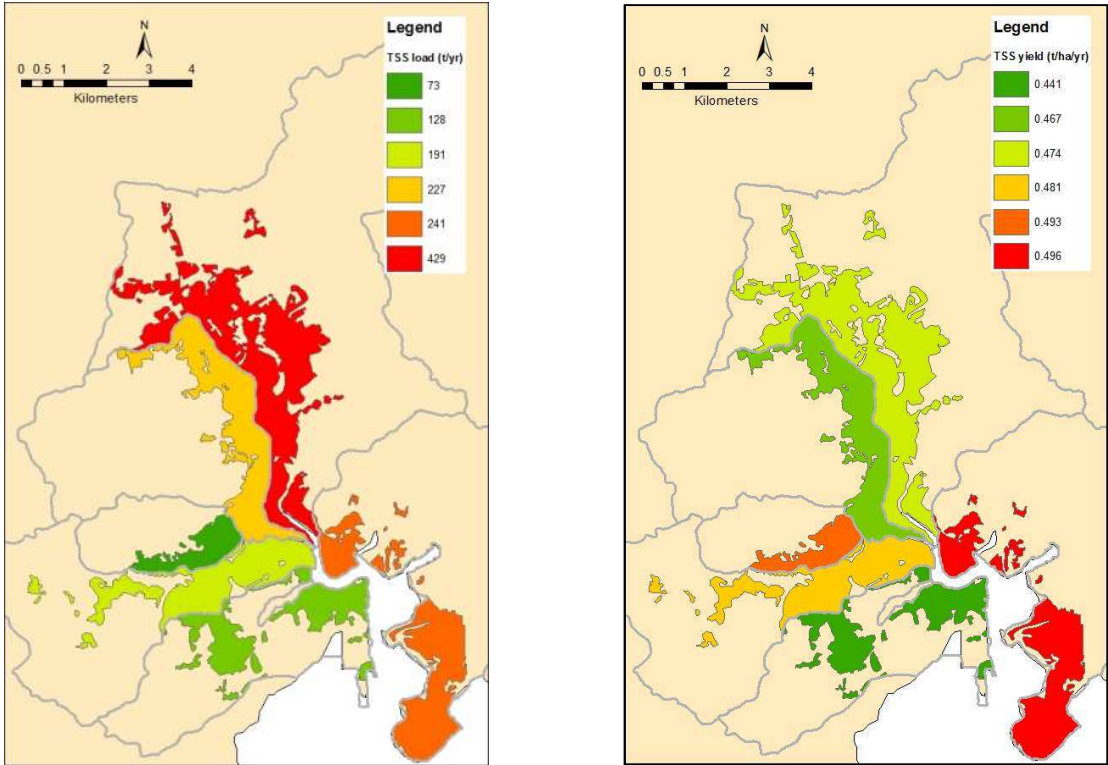 Legend
N
TSS load (t/yr)
0 0.5 1 2 3 4
Kilometers
73
128
191
227
241
429
Legend
N
TSS yield (t/ha/yr)
0 0.5 1 2 3 4
Kilometers
0.441
0.467
0.474
0.481
0.493
0.496